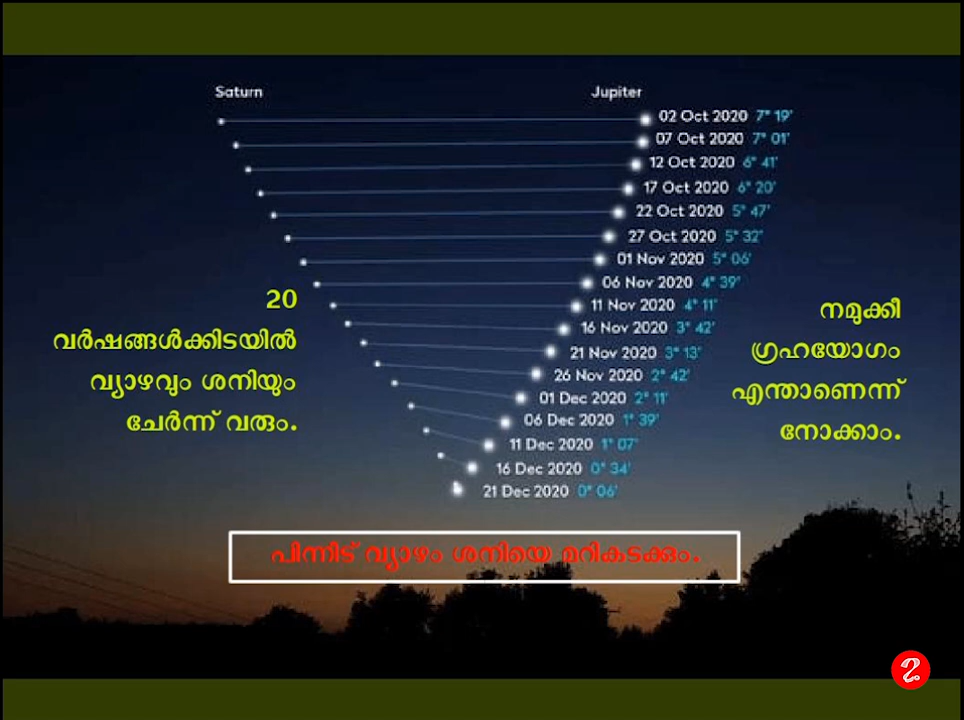 Saturn
Jupiter
02 Oct 2020 7° 19'
07 Oct 2020 7° 01'
12 Oct 2020 6° 41'
17 Oct 2020 6° 20'
22 Oct 2020 5° 47'
27 Oct 2020 5° 32'
01 Nov 2020 5° 06'
06 Nov 2020 4° 39'
11 Nov 2020 4° 11'
16 Nov 2020 3° 42'
21 Nov 2020 3° 13'
26 Nov 2020 2° 42'
01 Dec 2020 2° 11'
06 Dec 2020 1° 39'
11 Dec 2020 1° 07'
16 Dec 2020 0° 34'
21 Dec 2020 0° 06'
20
വർഷങ്ങൾക്കിടയിൽ
വ്യാഴവും ശനിയും
ചേർന്ന് വരും.
നമുക്കീ
ഗ്രഹയോഗം
എന്താണെന്ന്
നോക്കാം.
പിന്നീട് വ്യാഴം ശനിയെ മറികടക്കും.